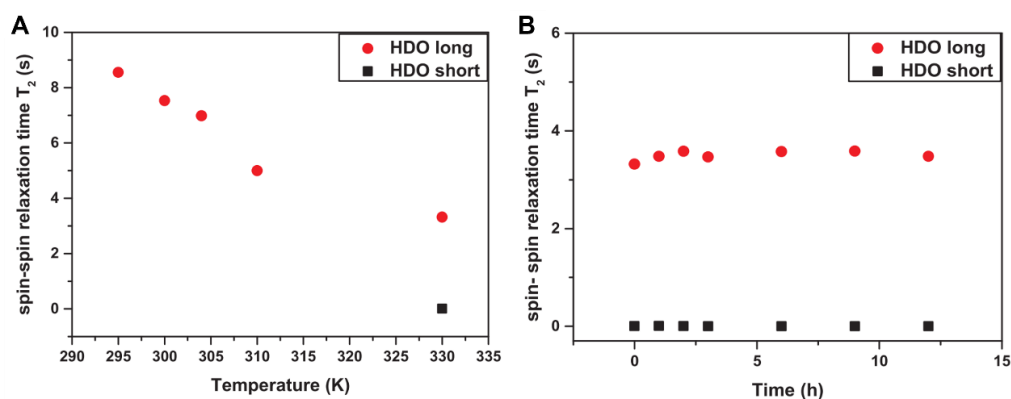 A
spin-spin relaxation time T₂ (s)
10
8
6
4
2
0
HDO long
HDO short
290 295 300 305 310 315 320 325 330 335
Temperature (K)
B
spin- spin relaxation time T₂ (s)
6
4
2
0
HDO long
HDO short
0 5 10 15
Time (h)